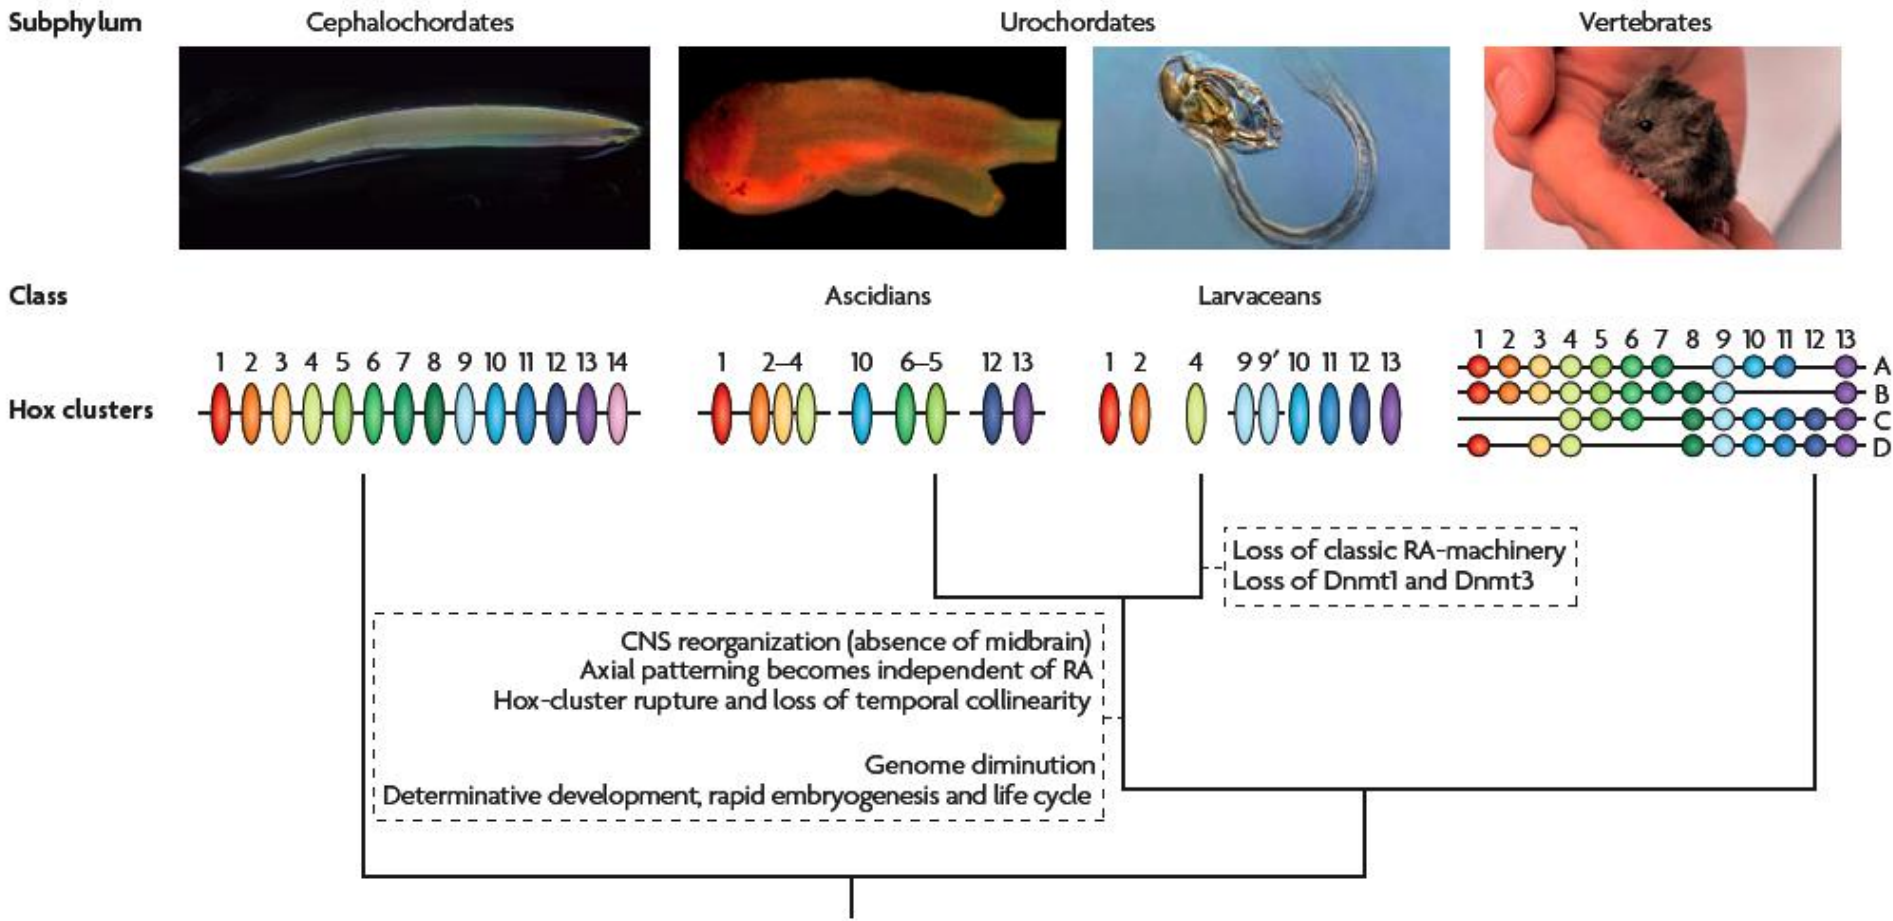 Subphylum Cephalochordates Urochordates Vertebrates
Class Ascidians Larvaceans
1 2 3 4 5 6 7 8 9 10 11 12 13 14
1 2–4 10 6–5 12 13
1 2 4 9 9′ 10 11 12 13
1 2 3 4 5 6 7 8 9 10 11 12 13
A
B
C
D
Hox clusters
Loss of classic RA-machinery
Loss of Dnmt1 and Dnmt3
CNS reorganization (absence of midbrain)
Axial patterning becomes independent of RA
Hox-cluster rupture and loss of temporal collinearity
Genome diminution
Determinative development, rapid embryogenesis and life cycle